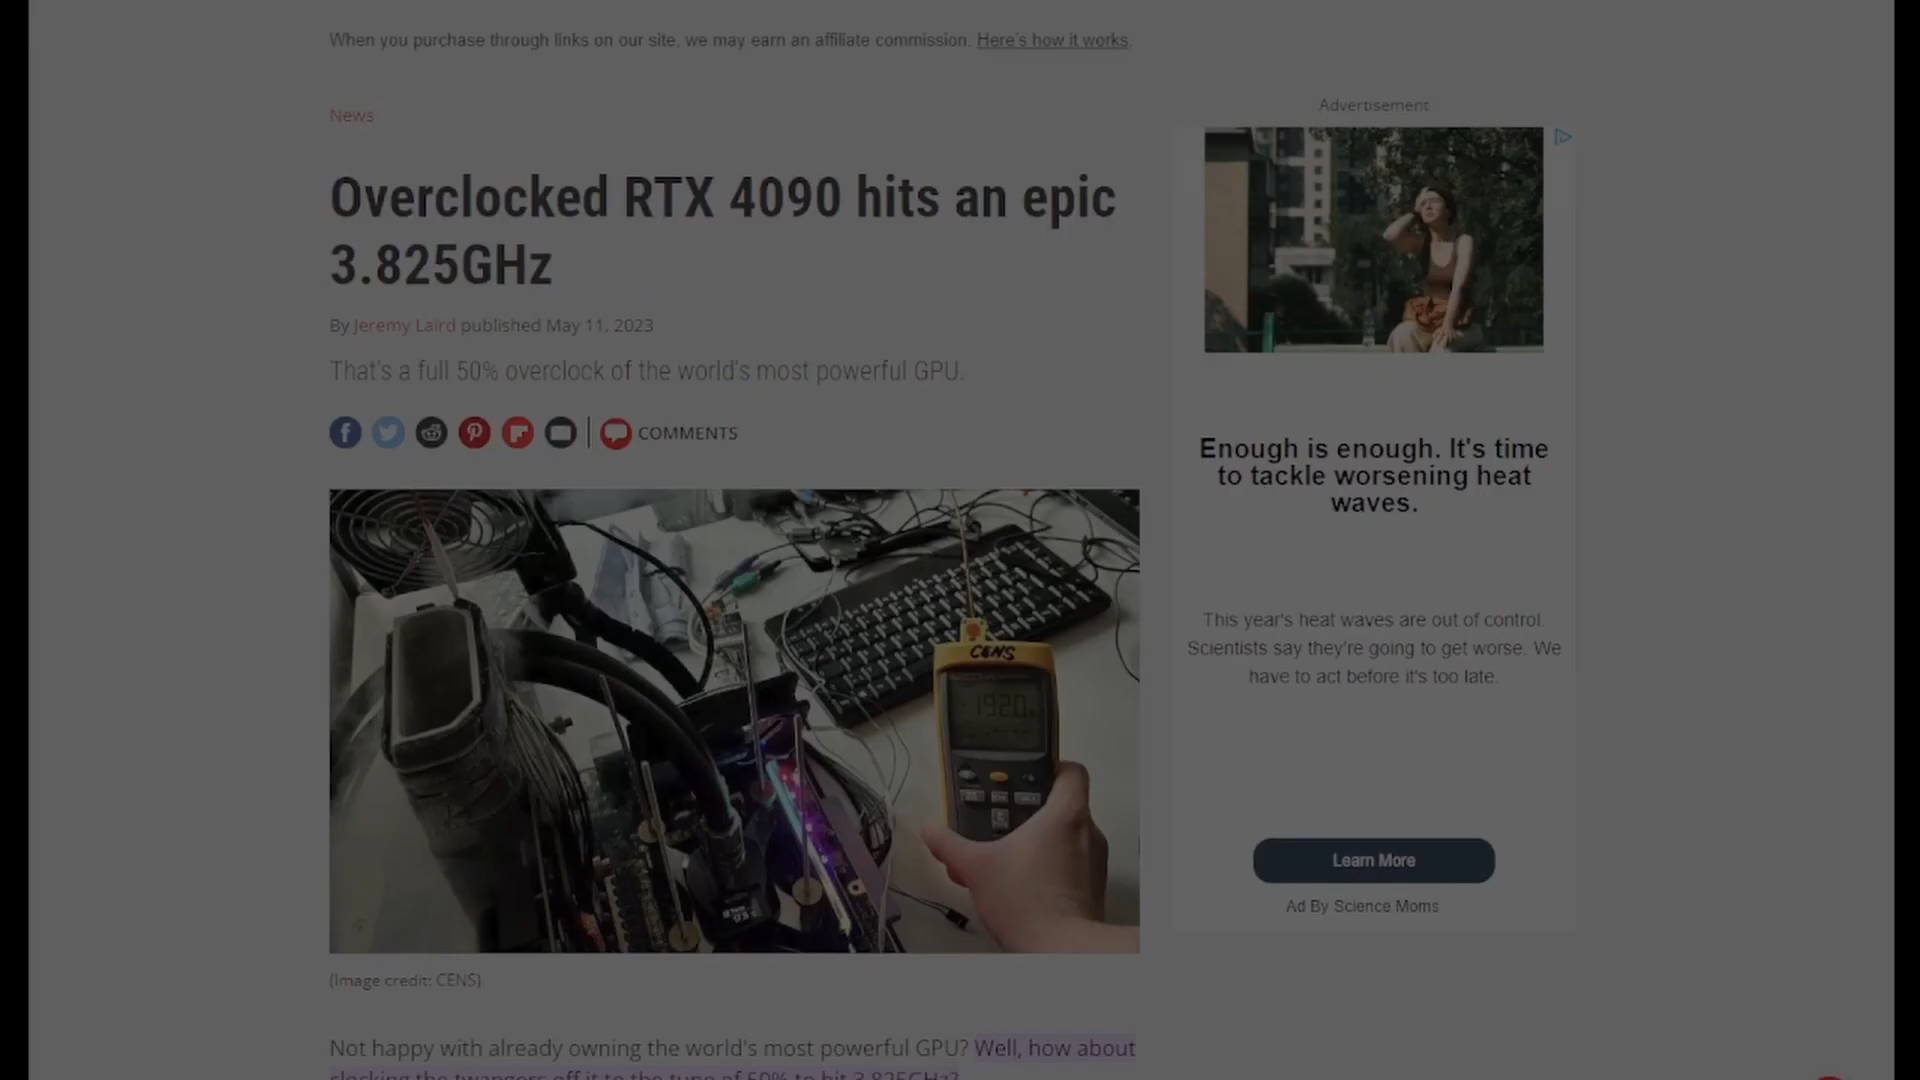 When you purchase through links on our site, we may earn an affiliate commission. Here's how it works.
News
Overclocked RTX 4090 hits an epic
3.825GHz
By Jeremy Laird published May 11, 2023
That's a full 50% overclock of the world's most powerful GPU.
COMMENTS
CENS
1920
(Image credit: CENS)
Not happy with already owning the world's most powerful GPU? Well, how about
clocking the twangers off it to the tune of 50% to hit 3.825GHz?
Advertisement
Enough is enough. It's time
to tackle worsening heat
waves.
This year's heat waves are out of control.
Scientists say they're going to get worse. We
have to act before it's too late.
Learn More
Ad By Science Moms